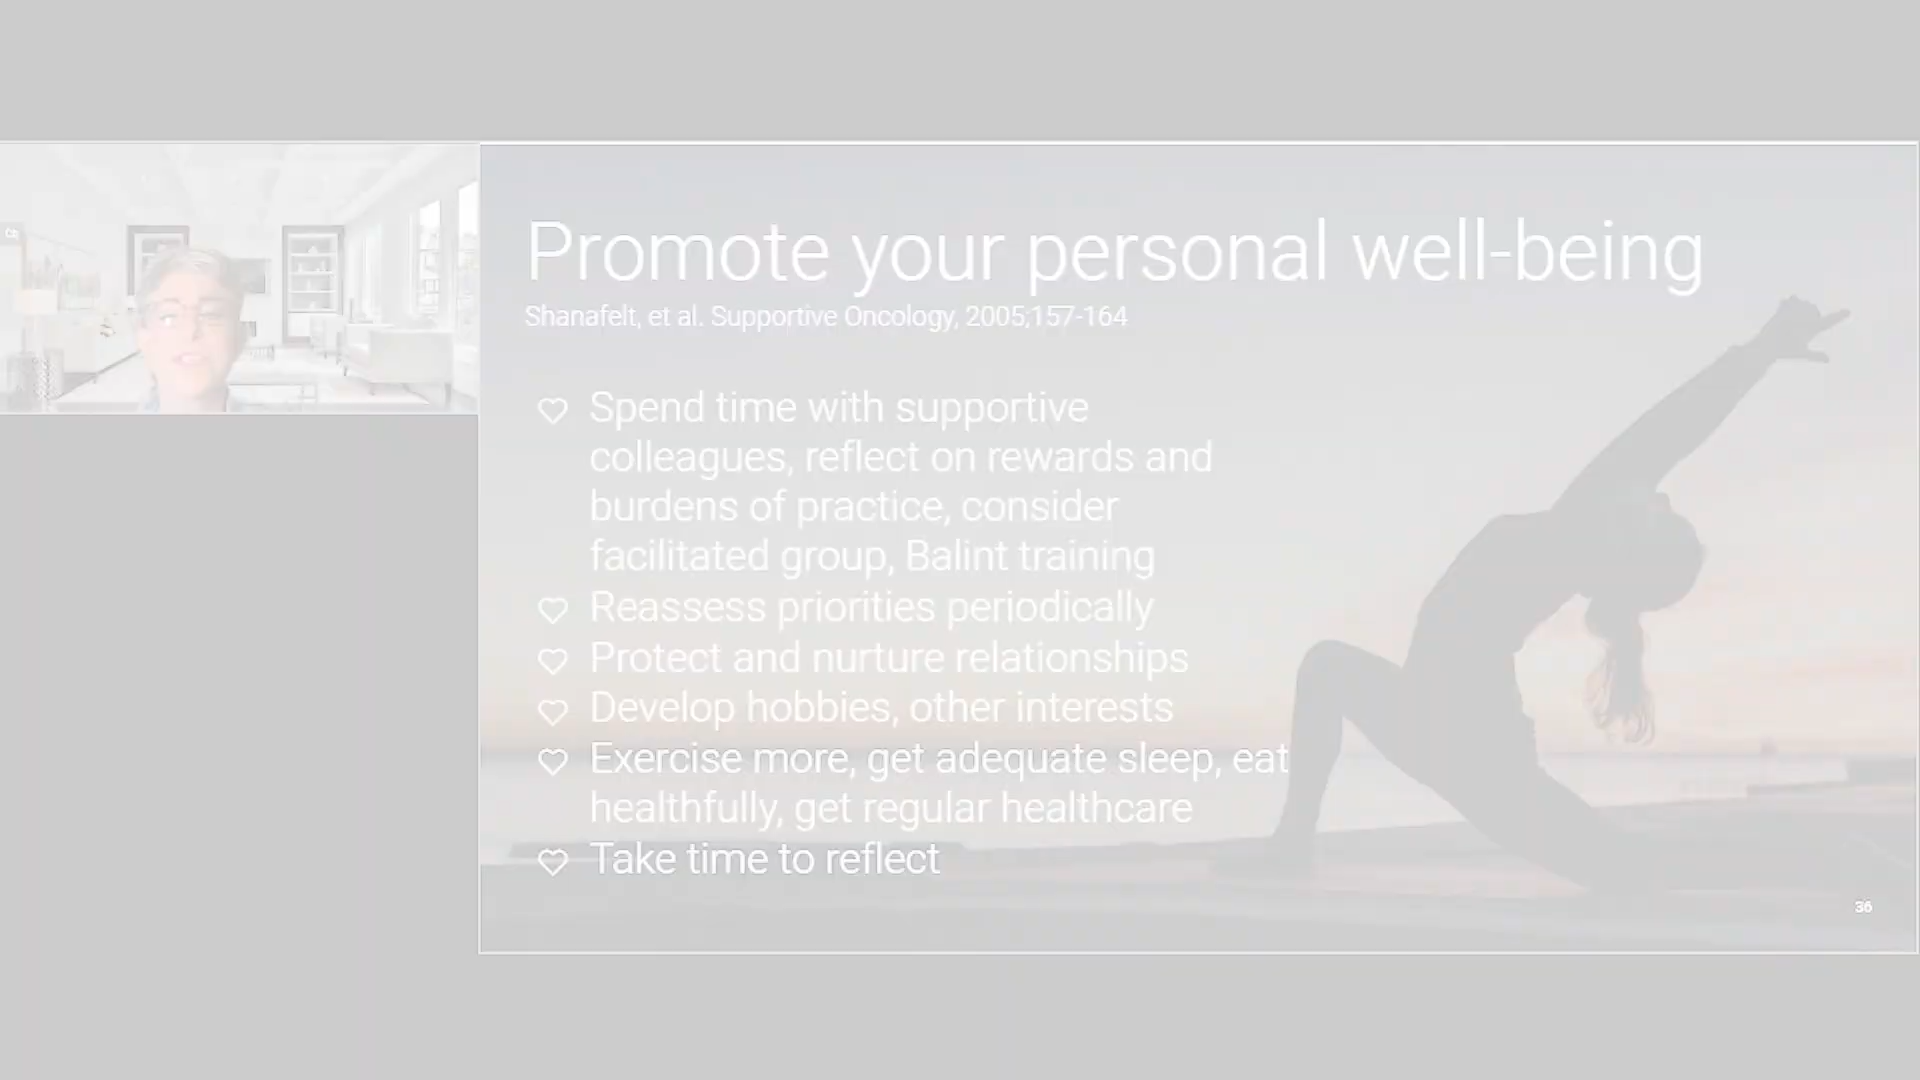 Promote your personal well-being
Shanafelt, et al. Supportive Oncology, 2005;157-164
Spend time with supportive
colleagues, reflect on rewards and
burdens of practice, consider
facilitated group, Balint training
Reassess priorities periodically
Protect and nurture relationships
Develop hobbies, other interests
Exercise more, get adequate sleep, eat
healthfully, get regular healthcare
Take time to reflect
36